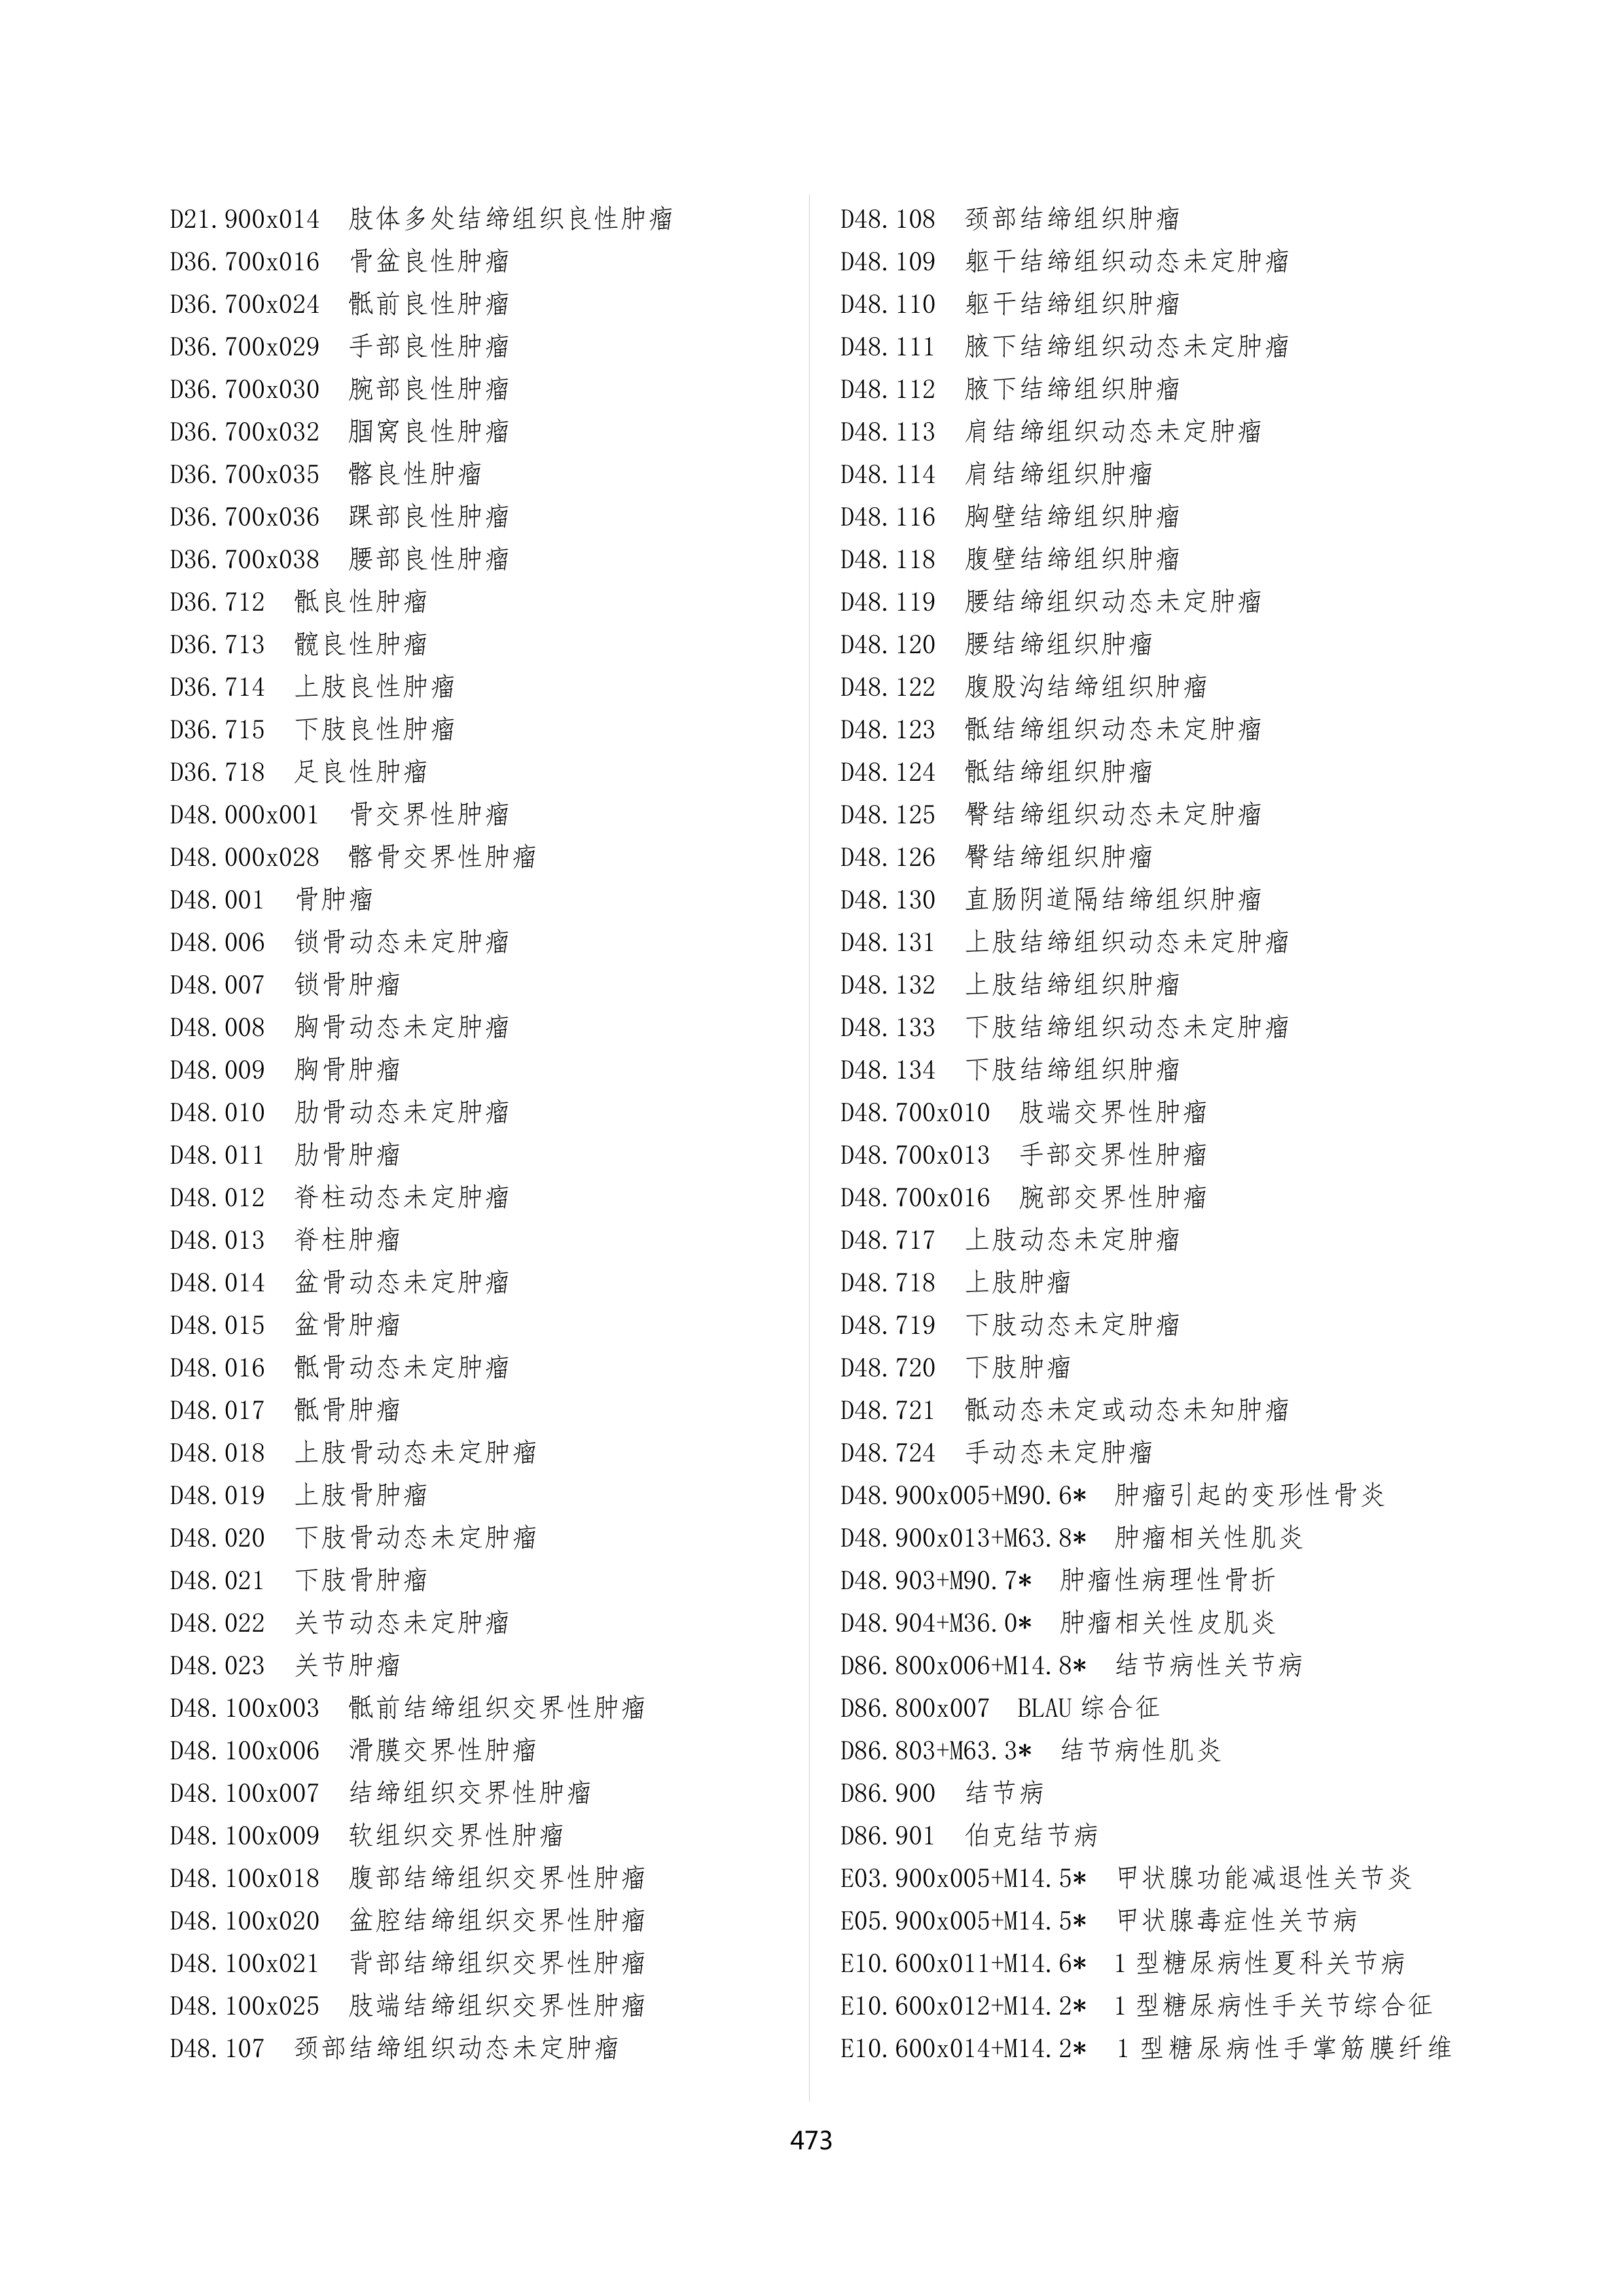 D21.900x014 肢体多处结缔组织良性肿瘤
D36.700x016 骨盆良性肿瘤
D36.700x024 骶前良性肿瘤
D36.700x029 手部良性肿瘤
D36.700x030 腕部良性肿瘤
D36.700x032 腘窝良性肿瘤
D36.700x035 髂良性肿瘤
D36.700x036 踝部良性肿瘤
D36.700x038 腰部良性肿瘤
D36.712 骶良性肿瘤
D36.713 髋良性肿瘤
D36.714 上肢良性肿瘤
D36.715 下肢良性肿瘤
D36.718 足良性肿瘤
D48.000x001 骨交界性肿瘤
D48.000x028 髂骨交界性肿瘤
D48.001 骨肿瘤
D48.006 锁骨动态未定肿瘤
D48.007 锁骨肿瘤
D48.008 胸骨动态未定肿瘤
D48.009 胸骨肿瘤
D48.010 肋骨动态未定肿瘤
D48.011 肋骨肿瘤
D48.012 脊柱动态未定肿瘤
D48.013 脊柱肿瘤
D48.014 盆骨动态未定肿瘤
D48.015 盆骨肿瘤
D48.016 骶骨动态未定肿瘤
D48.017 骶骨肿瘤
D48.018 上肢骨动态未定肿瘤
D48.019 上肢骨肿瘤
D48.020 下肢骨动态未定肿瘤
D48.021 下肢骨肿瘤
D48.022 关节动态未定肿瘤
D48.023 关节肿瘤
D48.100x003 骶前结缔组织交界性肿瘤
D48.100x006 滑膜交界性肿瘤
D48.100x007 结缔组织交界性肿瘤
D48.100x009 软组织交界性肿瘤
D48.100x018 腹部结缔组织交界性肿瘤
D48.100x020 盆腔结缔组织交界性肿瘤
D48.100x021 背部结缔组织交界性肿瘤
D48.100x025 肢端结缔组织交界性肿瘤
D48.107 颈部结缔组织动态未定肿瘤
D48.108 颈部结缔组织肿瘤
D48.109 躯干结缔组织动态未定肿瘤
D48.110 躯干结缔组织肿瘤
D48.111 腋下结缔组织动态未定肿瘤
D48.112 腋下结缔组织肿瘤
D48.113 肩结缔组织动态未定肿瘤
D48.114 肩结缔组织肿瘤
D48.116 胸壁结缔组织肿瘤
D48.118 腹壁结缔组织肿瘤
D48.119 腰结缔组织动态未定肿瘤
D48.120 腰结缔组织肿瘤
D48.122 腹股沟结缔组织肿瘤
D48.123 骶结缔组织动态未定肿瘤
D48.124 骶结缔组织肿瘤
D48.125 臀结缔组织动态未定肿瘤
D48.126 臀结缔组织肿瘤
D48.130 直肠阴道隔结缔组织肿瘤
D48.131 上肢结缔组织动态未定肿瘤
D48.132 上肢结缔组织肿瘤
D48.133 下肢结缔组织动态未定肿瘤
D48.134 下肢结缔组织肿瘤
D48.700x010 肢端交界性肿瘤
D48.700x013 手部交界性肿瘤
D48.700x016 腕部交界性肿瘤
D48.717 上肢动态未定肿瘤
D48.718 上肢肿瘤
D48.719 下肢动态未定肿瘤
D48.720 下肢肿瘤
D48.721 骶动态未定或动态未知肿瘤
D48.724 手动态未定肿瘤
D48.900x005+M90.6* 肿瘤引起的变形性骨炎
D48.900x013+M63.8* 肿瘤相关性肌炎
D48.903+M90.7* 肿瘤性病理性骨折
D48.904+M36.0* 肿瘤相关性皮肌炎
D86.800x006+M14.8* 结节病性关节病
D86.800x007 BLAU 综合征
D86.803+M63.3* 结节病性肌炎
D86.900 结节病
D86.901 伯克结节病
E03.900x005+M14.5* 甲状腺功能减退性关节炎
E05.900x005+M14.5* 甲状腺毒症性关节病
E10.600x011+M14.6* 1 型糖尿病性夏科关节病
E10.600x012+M14.2* 1 型糖尿病性手关节综合征
E10.600x014+M14.2* 1 型糖尿病性手掌筋膜纤维
473